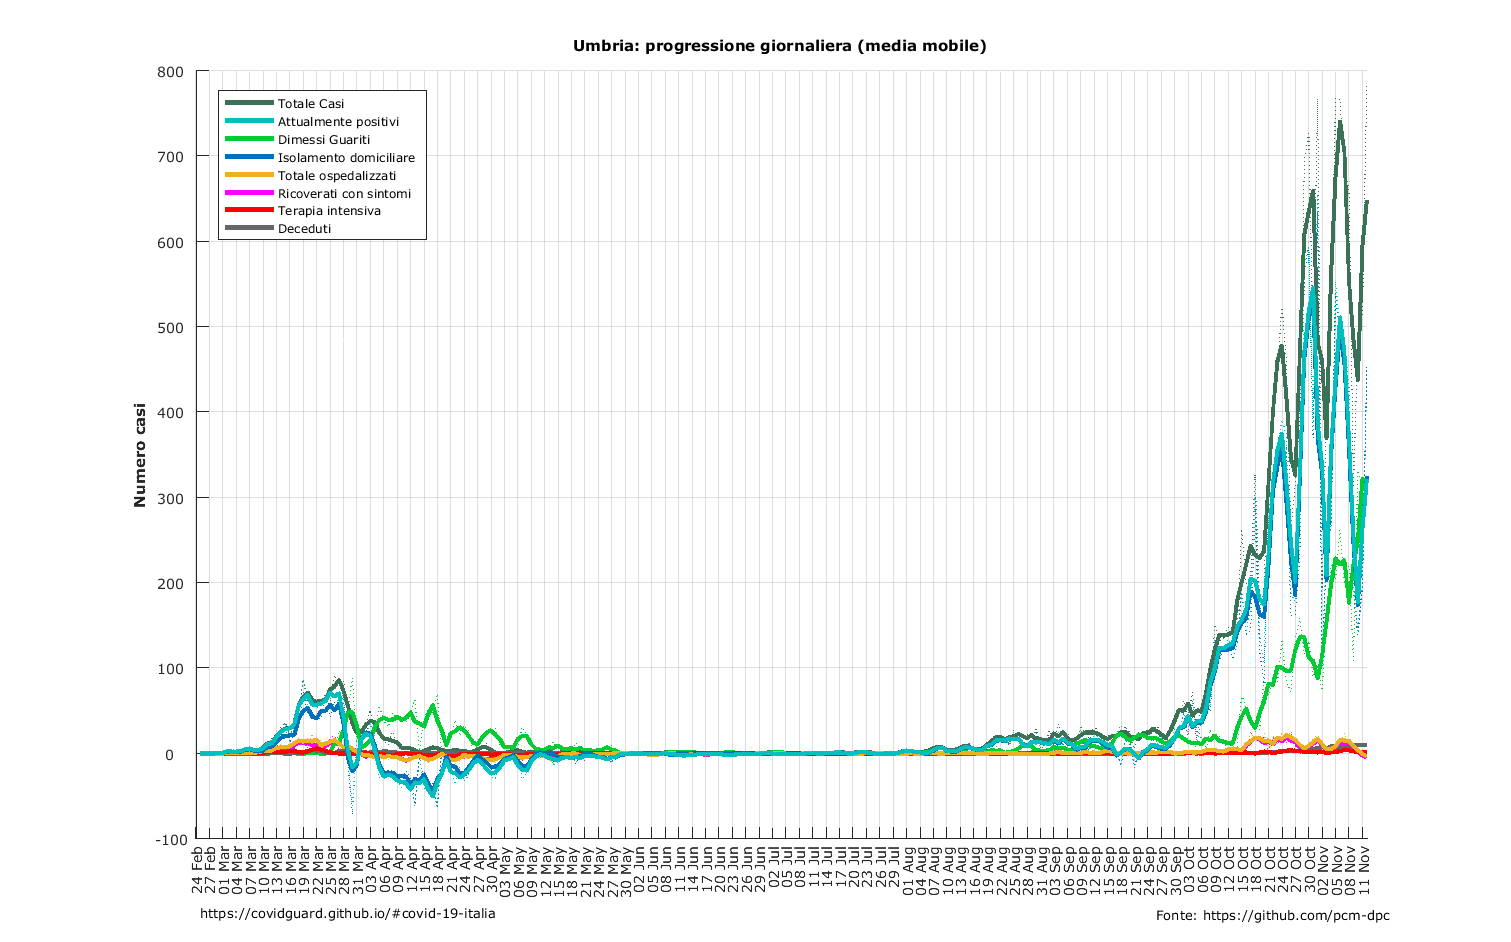 Umbria: progressione giornaliera (media mobile)
800
700
600
500
400
300
200
100
0
-100
Numero casi
Totale Casi
Attualmente positivi
Dimessi Guariti
Isolamento domiciliare
Totale ospedalizzati
Ricoverati con sintomi
Terapia intensiva
Deceduti
24 Feb
27 Feb
01 Mar
04 Mar
07 Mar
10 Mar
13 Mar
16 Mar
19 Mar
22 Mar
25 Mar
28 Mar
31 Mar
03 Apr
06 Apr
09 Apr
12 Apr
15 Apr
18 Apr
21 Apr
24 Apr
27 Apr
30 Apr
03 May
06 May
09 May
12 May
15 May
18 May
21 May
24 May
27 May
30 May
02 Jun
05 Jun
08 Jun
11 Jun
14 Jun
17 Jun
20 Jun
23 Jun
26 Jun
29 Jun
02 Jul
05 Jul
08 Jul
11 Jul
14 Jul
17 Jul
20 Jul
23 Jul
26 Jul
29 Jul
01 Aug
04 Aug
07 Aug
10 Aug
13 Aug
16 Aug
19 Aug
22 Aug
25 Aug
28 Aug
31 Aug
03 Sep
06 Sep
09 Sep
12 Sep
15 Sep
18 Sep
21 Sep
24 Sep
27 Sep
30 Sep
03 Oct
06 Oct
09 Oct
12 Oct
15 Oct
18 Oct
21 Oct
24 Oct
27 Oct
30 Oct
02 Nov
05 Nov
08 Nov
11 Nov
https://covidguard.github.io/#covid-19-italia
Fonte: https://github.com/pcm-dpc